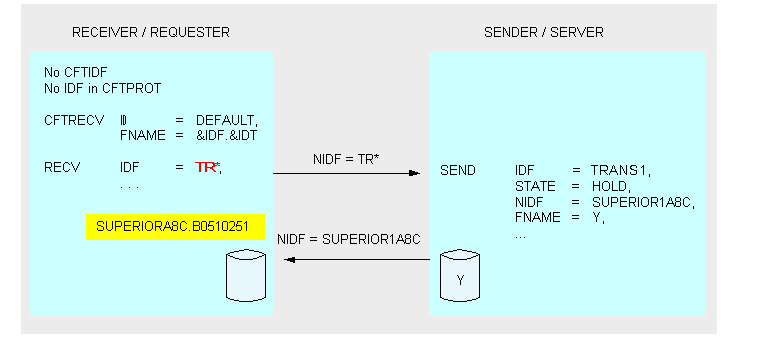 RECEIVER / REQUESTER
SENDER / SERVER
No CFTIDF
No IDF in CFTPROT
CFTRECV ID = DEFAULT,
FNAME = &IDF.&IDT
RECV IDF = TR*,
. . .
NIDF = TR*
SEND IDF = TRANS1,
STATE = HOLD,
NIDF = SUPERIOR1A8C,
FNAME = Y,
...
SUPERIORA8C.B0510251
NIDF = SUPERIOR1A8C
Y